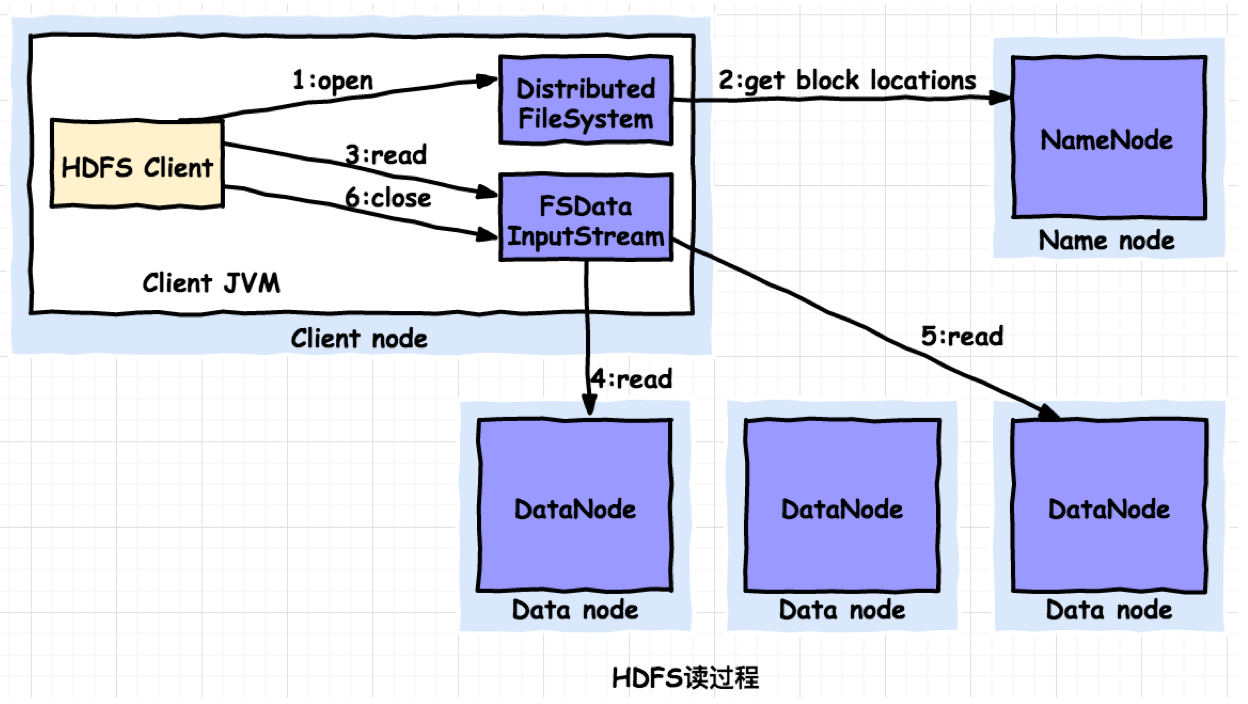 1:open
Distributed
FileSystem
2:get block locations
NameNode
Name node
HDFS Client
3:read
6:close
FSData
InputStream
Client JVM
Client node
4:read
5:read
DataNode
Data node
DataNode
Data node
DataNode
Data node
HDFS读过程